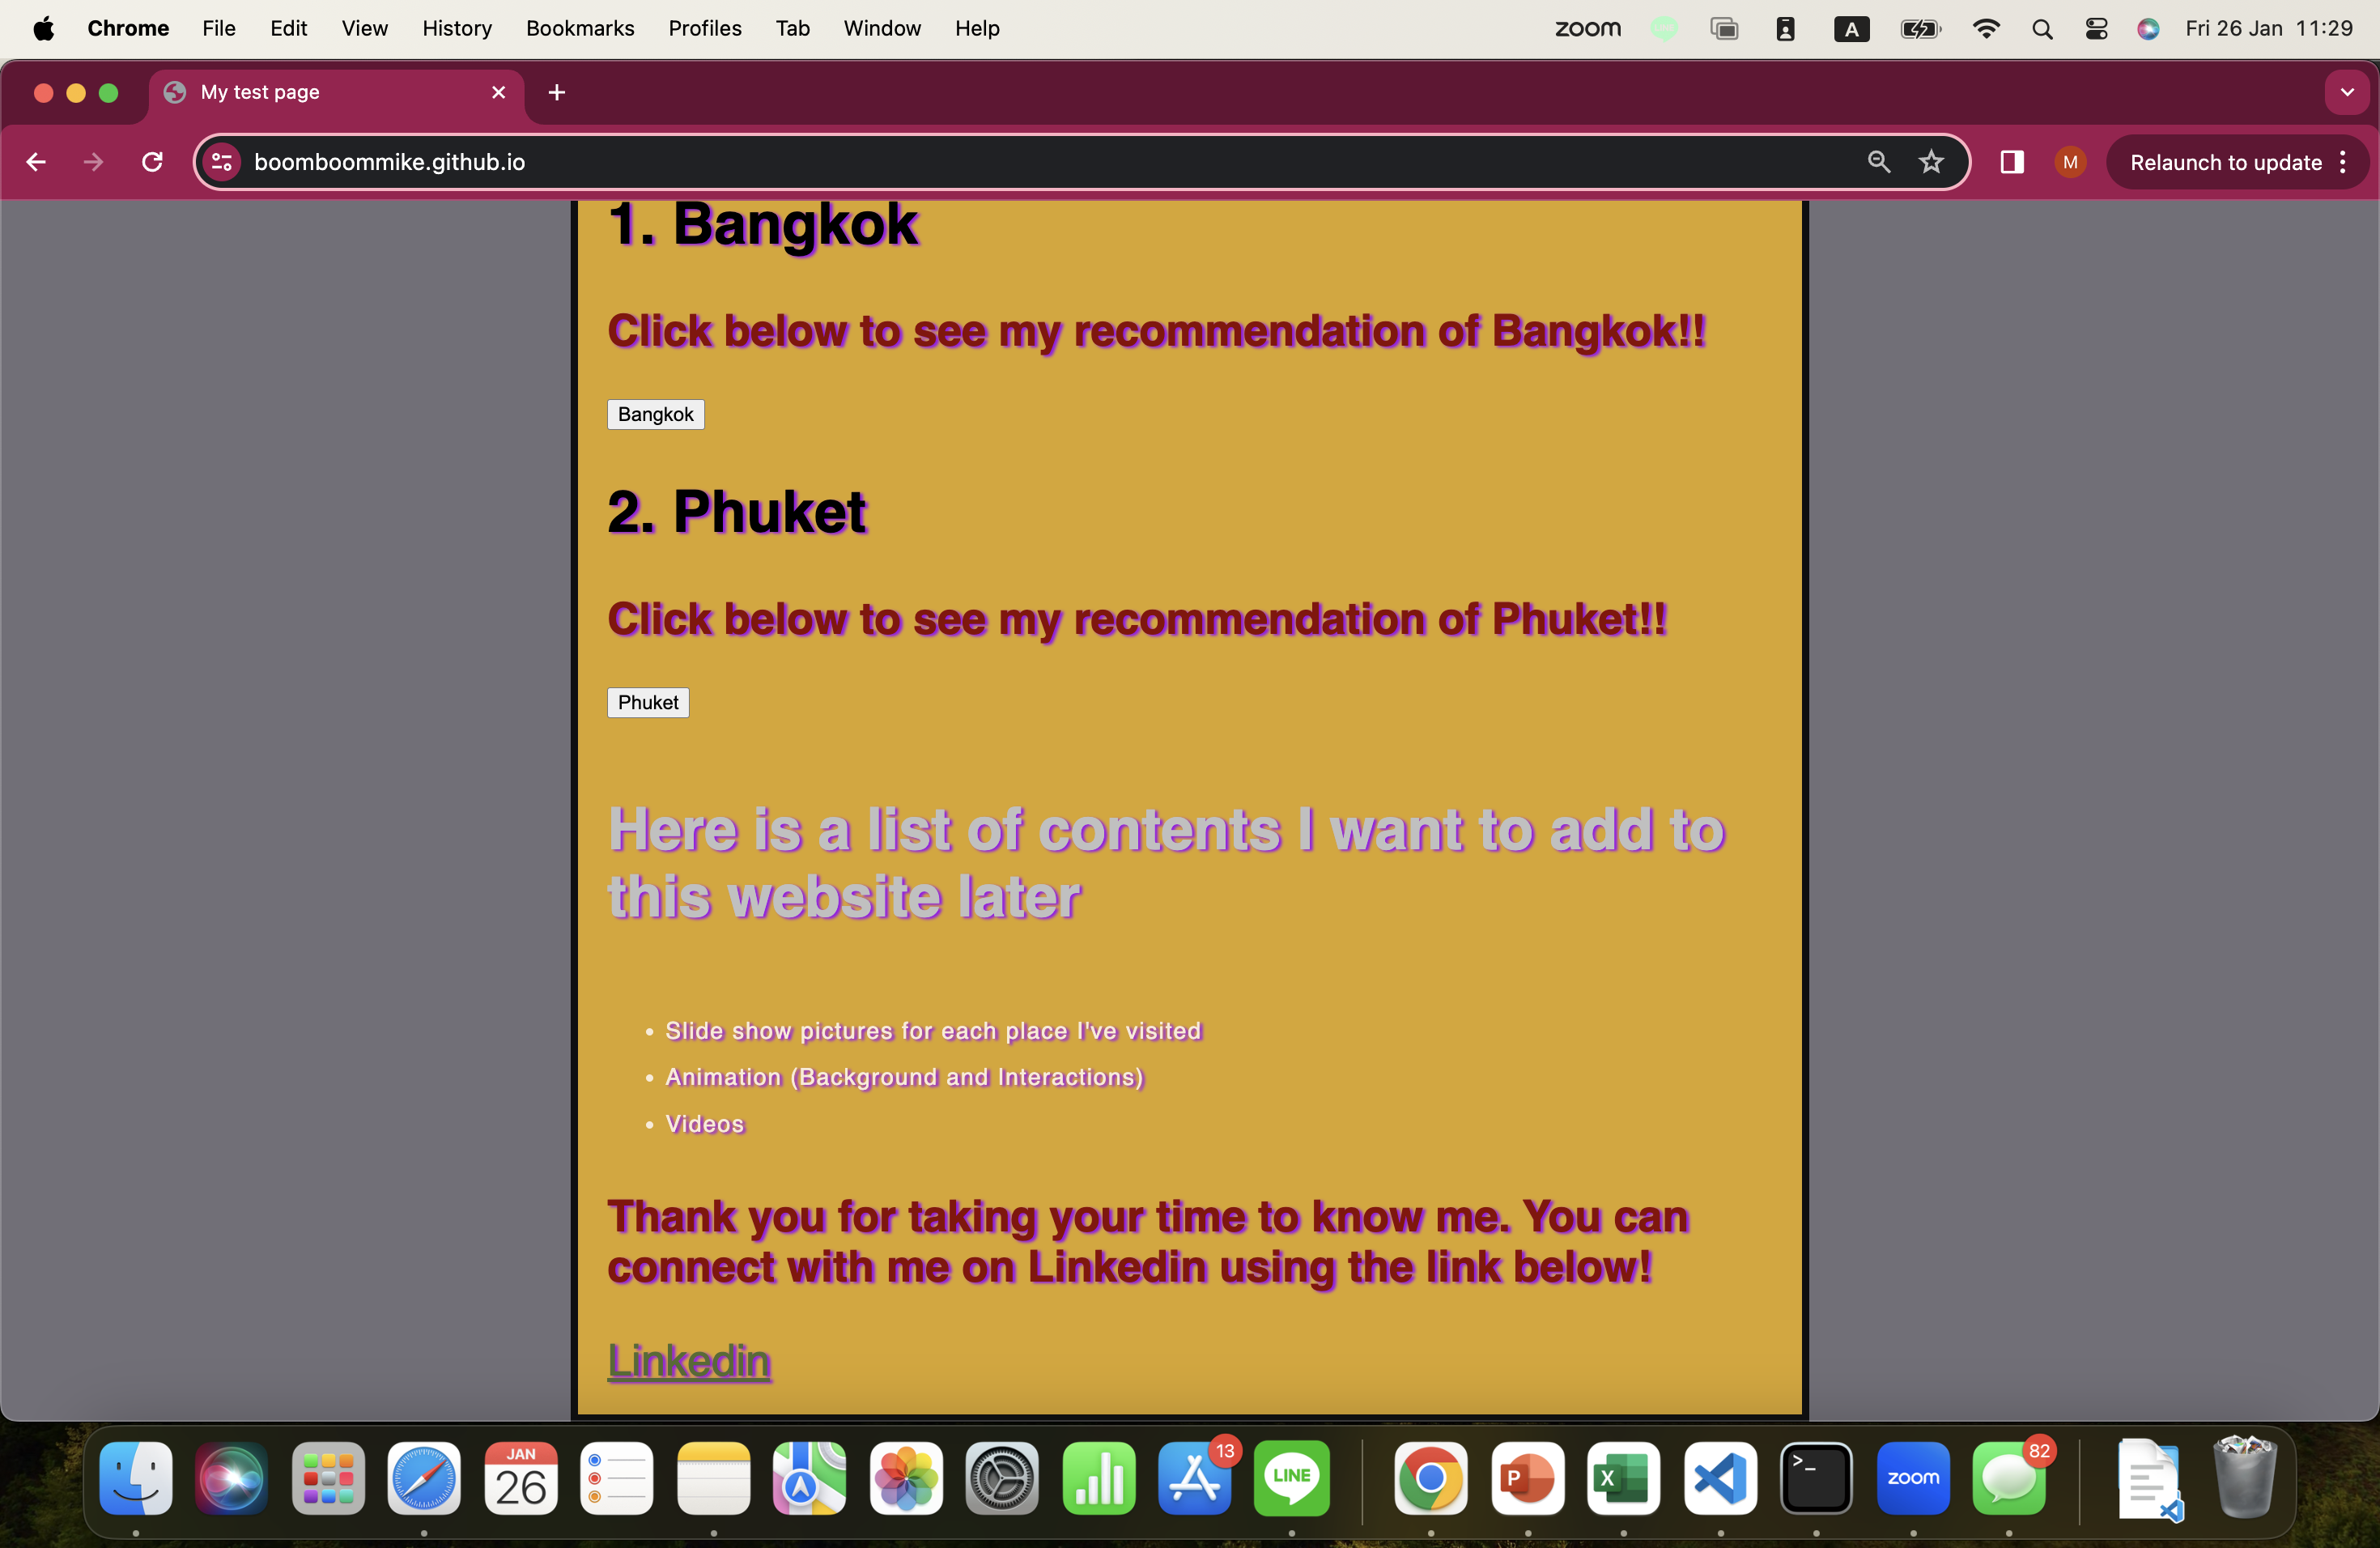 Chrome File Edit View History Bookmarks Profiles Tab Window Help zoom A Fri 26 Jan 11:29
My test page
boomboommike.github.io M Relaunch to update
1. Bangkok
Click below to see my recommendation of Bangkok!!
Bangkok
2. Phuket
Click below to see my recommendation of Phuket!!
Phuket
Here is a list of contents I want to add to
this website later
• Slide show pictures for each place I've visited
• Animation (Background and Interactions)
• Videos
Thank you for taking your time to know me. You can
connect with me on Linkedin using the link below!
Linkedin
JAN
26
13
LINE
P
X
>_
zoom
82